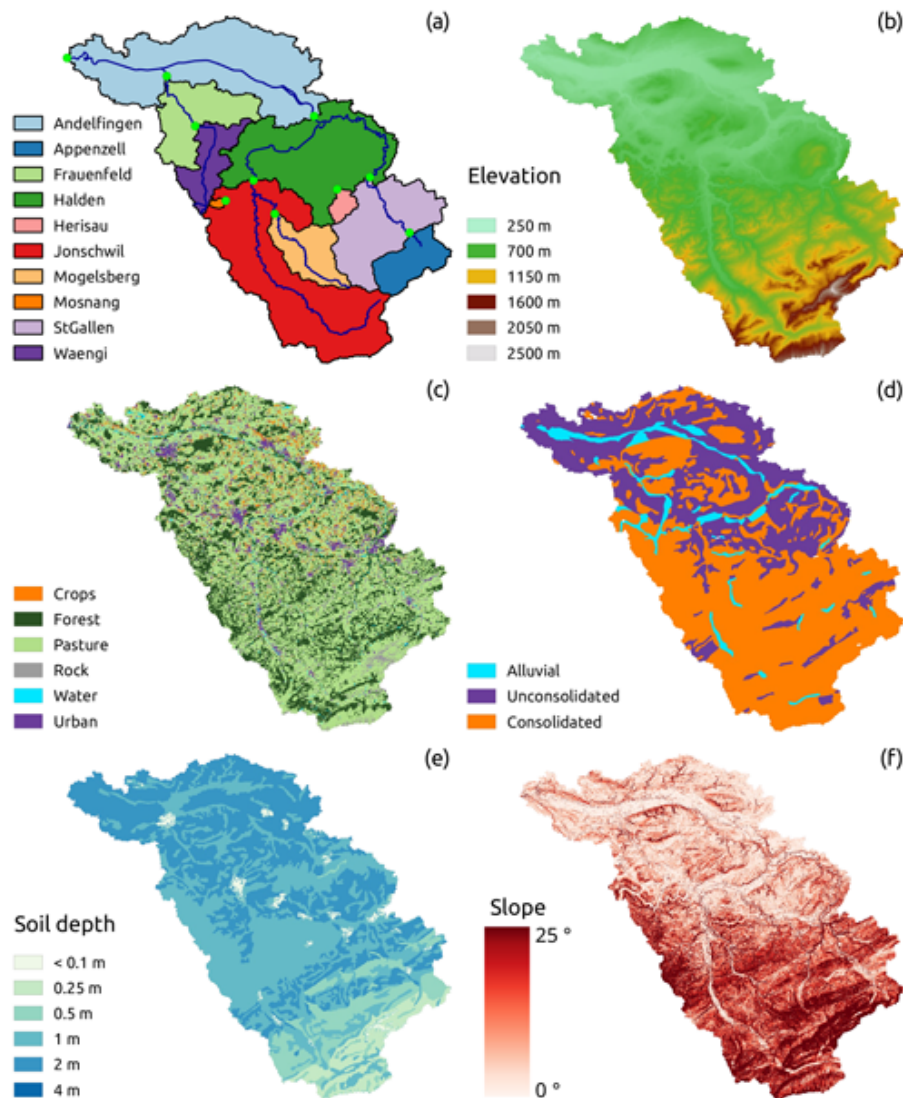 (a)
Andelfingen
Appenzell
Frauenfeld
Halden
Herisau
Jonschwil
Mogelsberg
Mosnang
StGallen
Waengi
(b)
Elevation
250 m
700 m
1150 m
1600 m
2050 m
2500 m
(c)
Crops
Forest
Pasture
Rock
Water
Urban
(d)
Alluvial
Unconsolidated
Consolidated
(e)
Soil depth
< 0.1 m
0.25 m
0.5 m
1 m
2 m
4 m
(f)
Slope
25 °
0 °